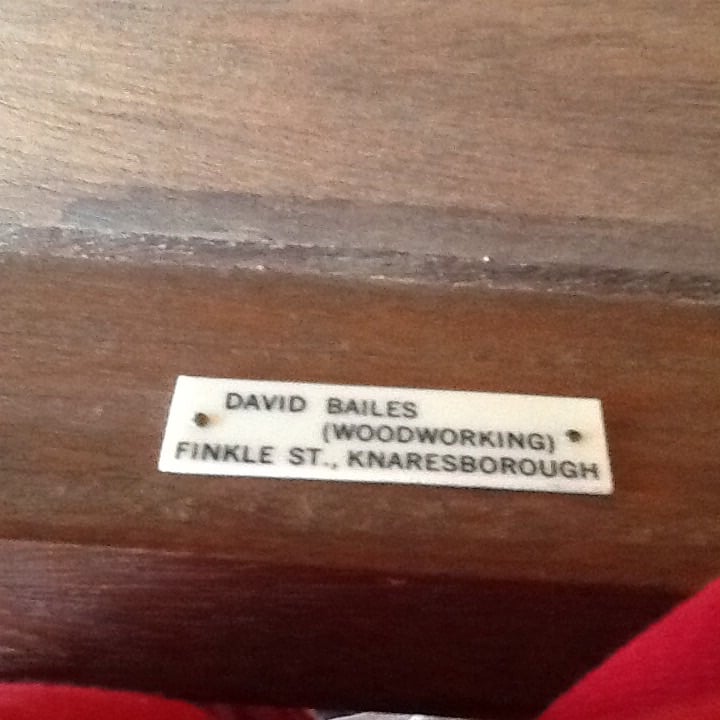 DAVID BAILES
(WOODWORKING)
FINKLE ST., KNARESBOROUGH